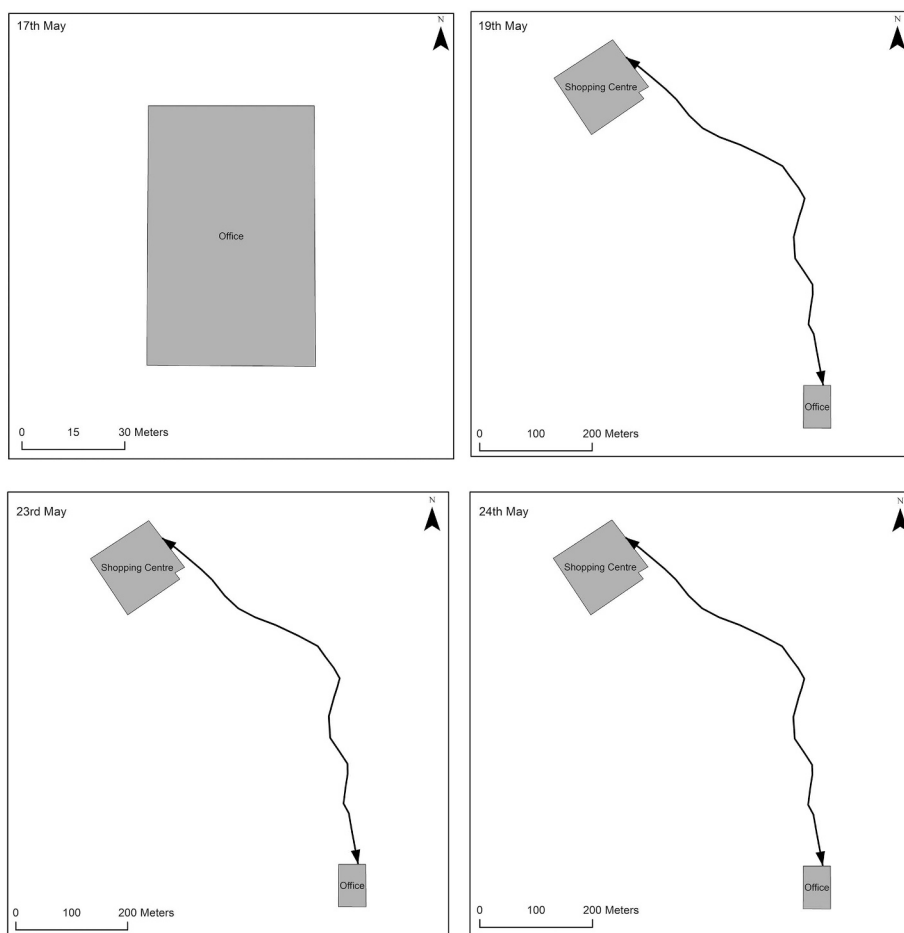 17th May
N
Office
0 15 30 Meters
19th May
N
Shopping Centre
Office
0 100 200 Meters
23rd May
N
Shopping Centre
Office
0 100 200 Meters
24th May
N
Shopping Centre
Office
0 100 200 Meters